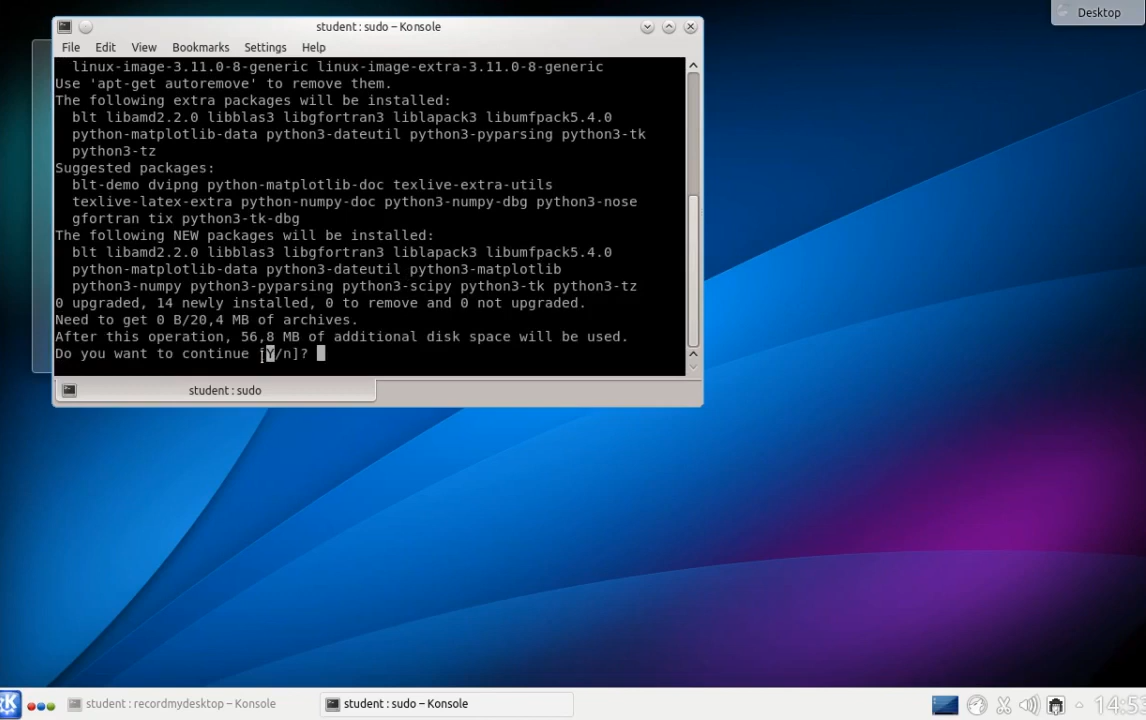 Desktop
student : sudo – Konsole
File Edit View Bookmarks Settings Help
linux-image-3.11.0-8-generic linux-image-extra-3.11.0-8-generic
Use 'apt-get autoremove' to remove them.
The following extra packages will be installed:
blt libamd2.2.0 libblas3 libgfortran3 liblapack3 libumfpack5.4.0
python-matplotlib-data python3-dateutil python3-pyparsing python3-tk
python3-tz
Suggested packages:
blt-demo dvipng python-matplotlib-doc texlive-extra-utils
texlive-latex-extra python-numpy-doc python3-numpy-dbg python3-nose
gfortran tix python3-tk-dbg
The following NEW packages will be installed:
blt libamd2.2.0 libblas3 libgfortran3 liblapack3 libumfpack5.4.0
python-matplotlib-data python3-dateutil python3-matplotlib
python3-numpy python3-pyparsing python3-scipy python3-tk python3-tz
0 upgraded, 14 newly installed, 0 to remove and 0 not upgraded.
Need to get 0 B/20,4 MB of archives.
After this operation, 56,8 MB of additional disk space will be used.
Do you want to continue [Y/n]?
student : sudo
student : recordmydesktop – Konsole
student : sudo – Konsole